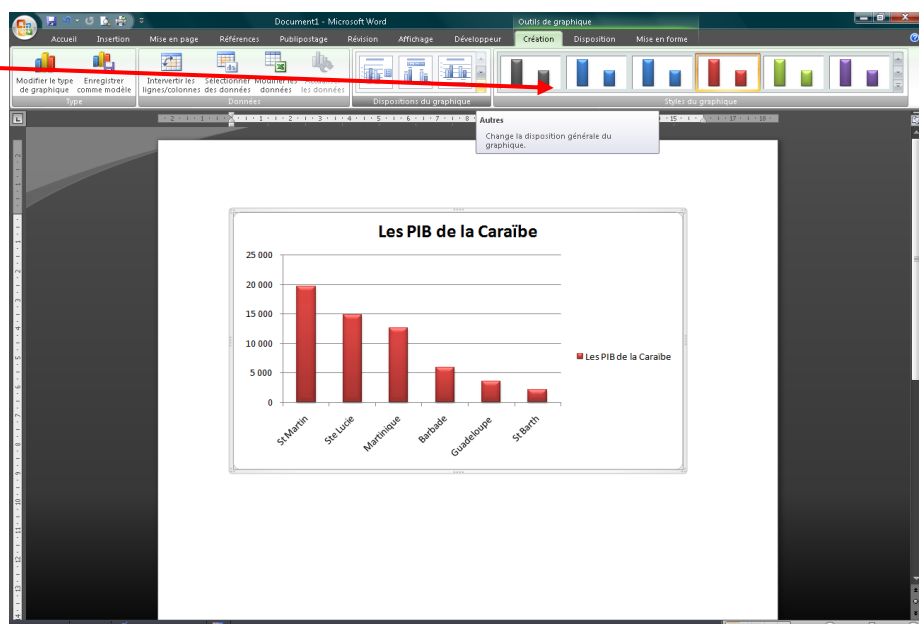 Document1 - Microsoft Word
Outils de graphique
Accueil Insertion Mise en page Références Publipostage Révision Affichage Développeur Création Disposition Mise en forme
Modifier le type de graphique
Enregistrer comme modèle
Intervertir les lignes/colonnes
Sélectionner des données
Modifier les données
les données
Type
Données
Dispositions du graphique
Styles du graphique
Autres
Change la disposition générale du
graphique.
Les PIB de la Caraïbe
25 000
20 000
15 000
10 000
5 000
0
St Martin
Ste Lucie
Martinique
Barbade
Guadeloupe
St Barth
Les PIB de la Caraïbe